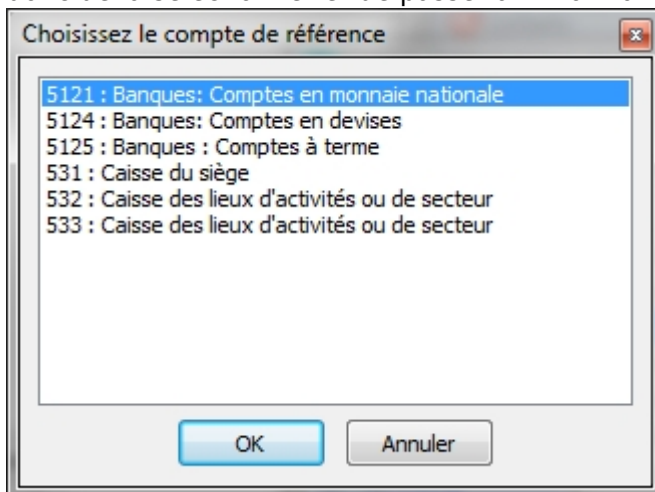 Choisissez le compte de référence
5121 : Banques: Comptes en monnaie nationale
5124 : Banques: Comptes en devises
5125 : Banques : Comptes à terme
531 : Caisse du siège
532 : Caisse des lieux d'activités ou de secteur
533 : Caisse des lieux d'activités ou de secteur
OK
Annuler